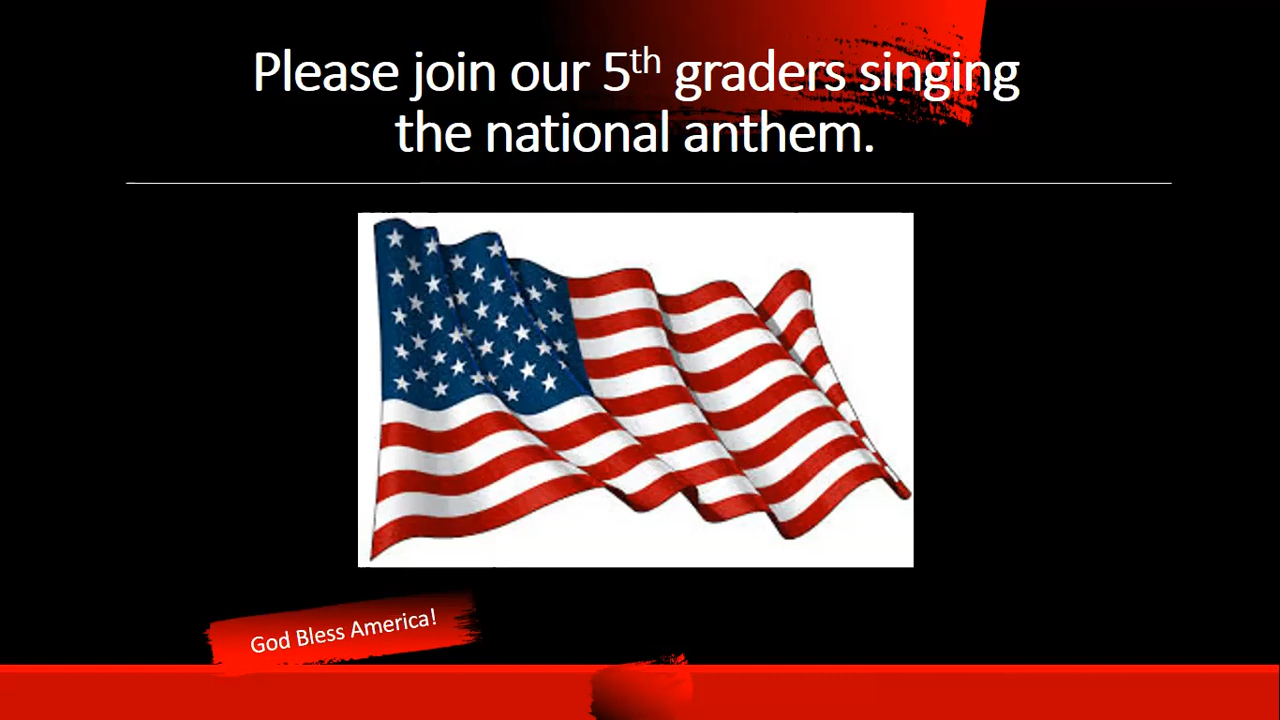 Please join our 5th graders singing
the national anthem.
God Bless America!